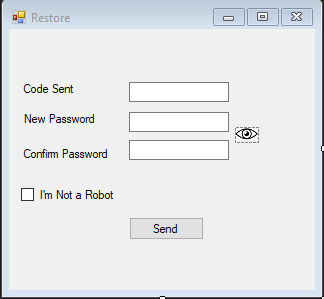 Restore
Code Sent
New Password
Confirm Password
I'm Not a Robot
Send